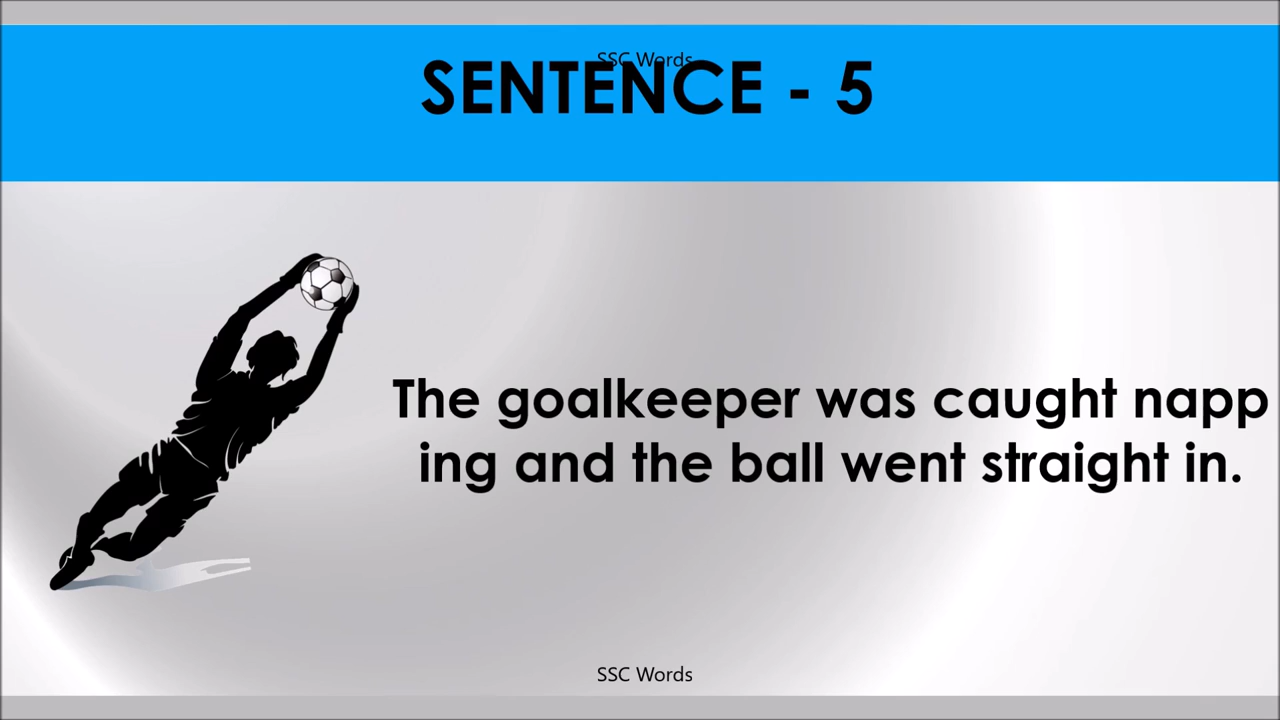 SSC Words
SENTENCE - 5
The goalkeeper was caught napp
ing and the ball went straight in.
SSC Words